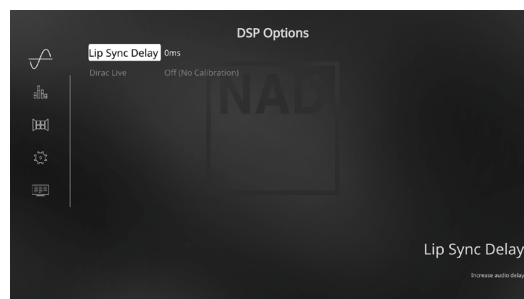 DSP Options
Lip Sync Delay 0ms
Dirac Live Off (No Calibration)
NAD
Lip Sync Delay
Increase audio delay